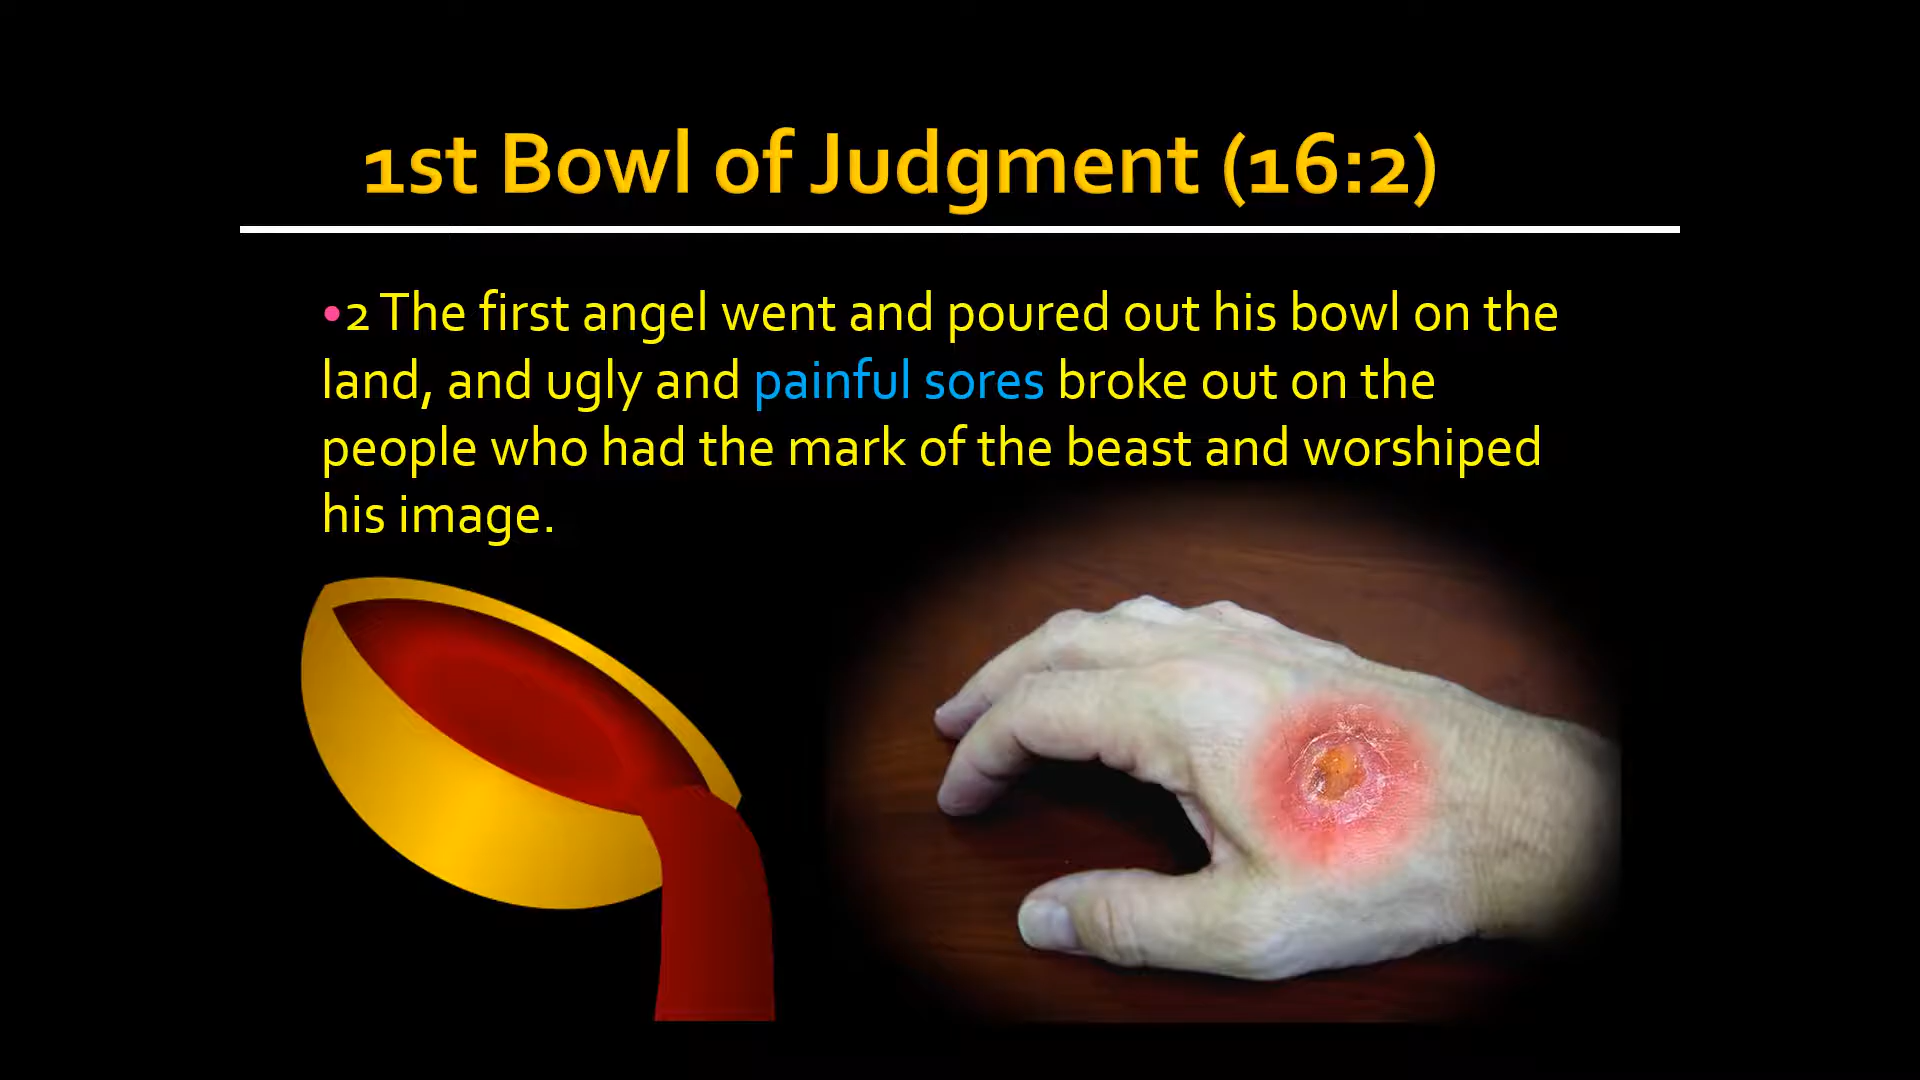 1st Bowl of Judgment (16:2)
•2 The first angel went and poured out his bowl on the
land, and ugly and painful sores broke out on the
people who had the mark of the beast and worshiped
his image.